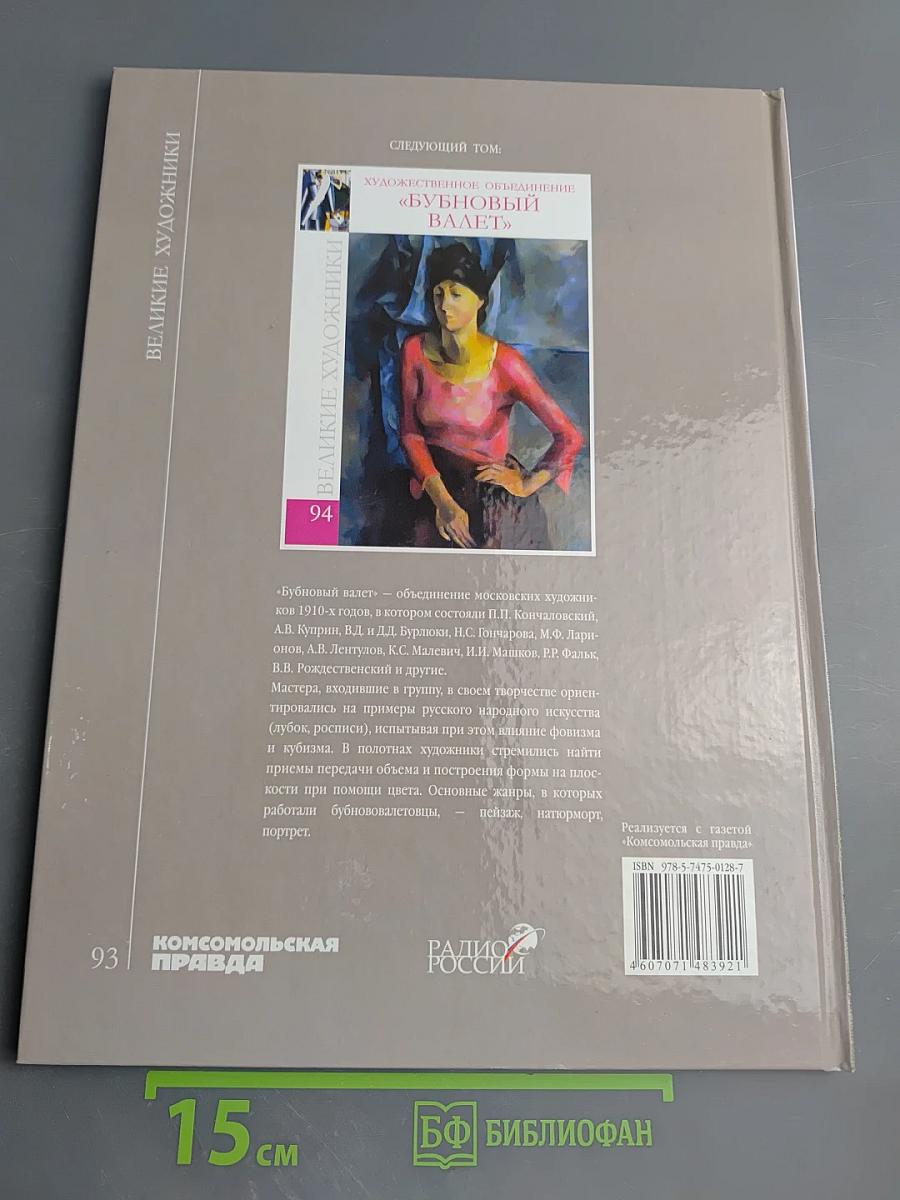 ВЕЛИКИЕ ХУДОЖНИКИ
СЛЕДУЮЩИЙ ТОМ:
ХУДОЖЕСТВЕННОЕ ОБЪЕДИНЕНИЕ
«БУБНОВЫЙ
ВАЛЕТ»
ВЕЛИКИЕ ХУДОЖНИКИ
94
«Бубновый валет» — объединение московских художни-
ков 1910-х годов, в котором состояли П.П. Кончаловский,
А.В. Куприн, В.Д. и Д.Д. Бурлюки, Н.С. Гончарова, М.Ф. Лари-
онов, А.В. Лентулов, К.С. Малевич, И.И. Машков, Р.Р. Фальк,
В.В. Рождественский и другие.
Мастера, входившие в группу, в своем творчестве ориен-
тировались на примеры русского народного искусства
(лубок, росписи), испытывая при этом влияние фовизма
и кубизма. В полотнах художники стремились найти
приемы передачи объема и построения формы на плос-
кости при помощи цвета. Основные жанры, в которых
работали бубнововалетовцы, — пейзаж, натюрморт,
портрет.
Реализуется с газетой
«Комсомольская правда»
ISBN 978-5-7475-0128-7
4 607071 483921
93
КОМСОМОЛЬСКАЯ
ПРАВДА
РАДИО
РОССИИ
15 см
БФ БИБЛИОФАН